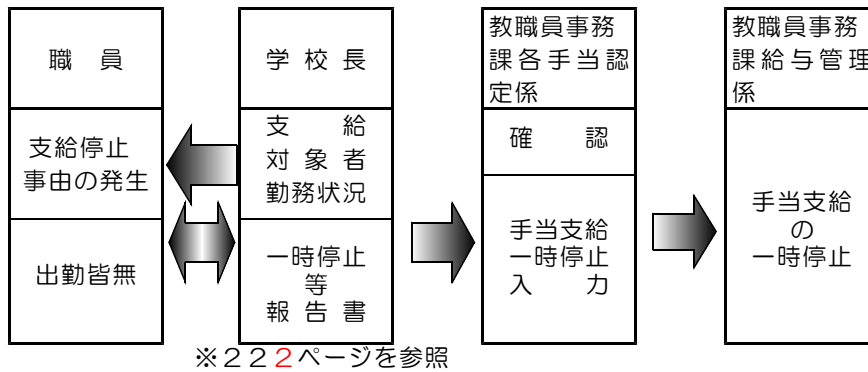 職員
支給停止
事由の発生
出勤皆無
学校長
支給
対象者
勤務状況
一時停止
等
報告書
教職員事務
課各手当認
定係
確認
手当支給
一時停止
入力
教職員事務
課給与管理
係
手当支給
の
一時停止
※222ページを参照